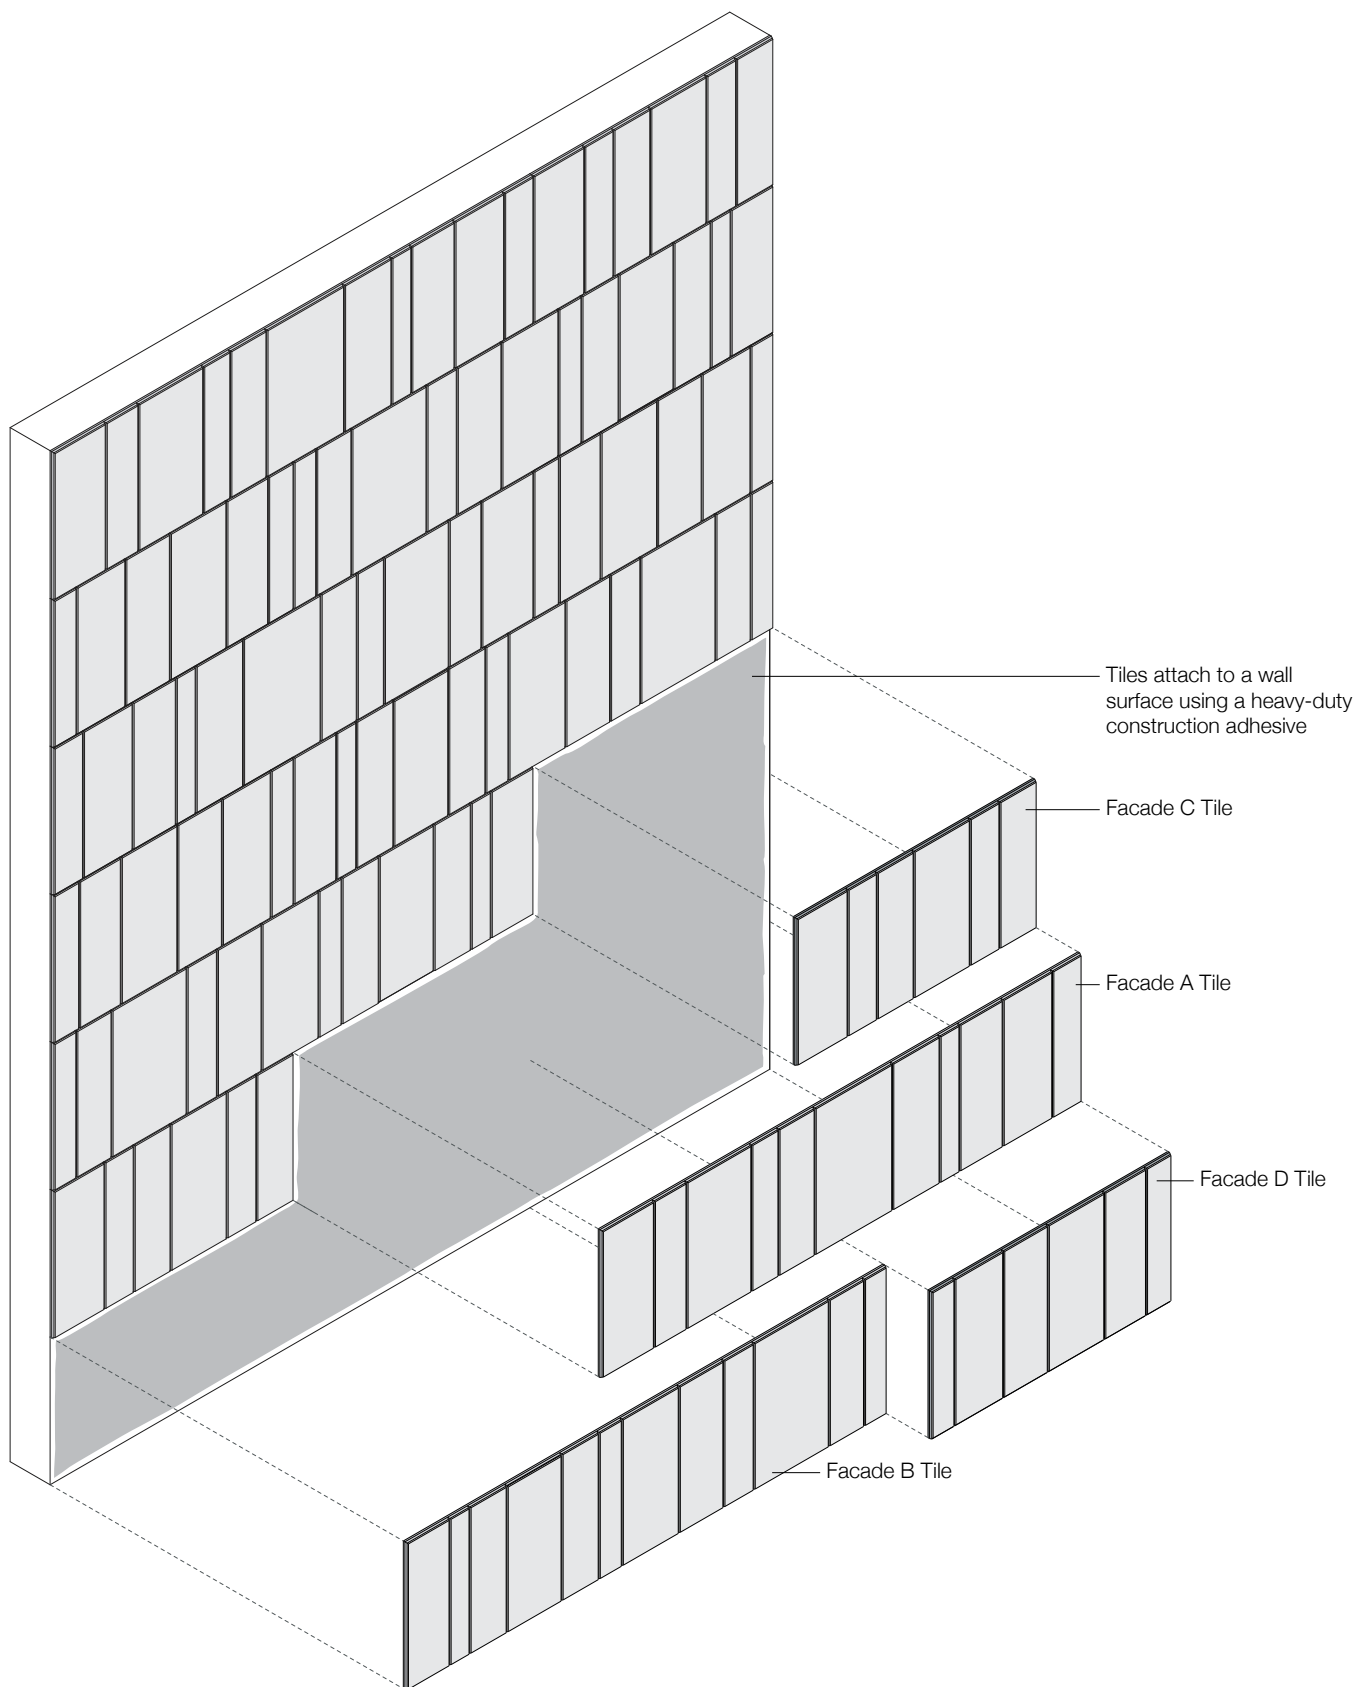 Tiles attach to a wall
surface using a heavy-duty
construction adhesive
Facade C Tile
Facade A Tile
Facade D Tile
Facade B Tile